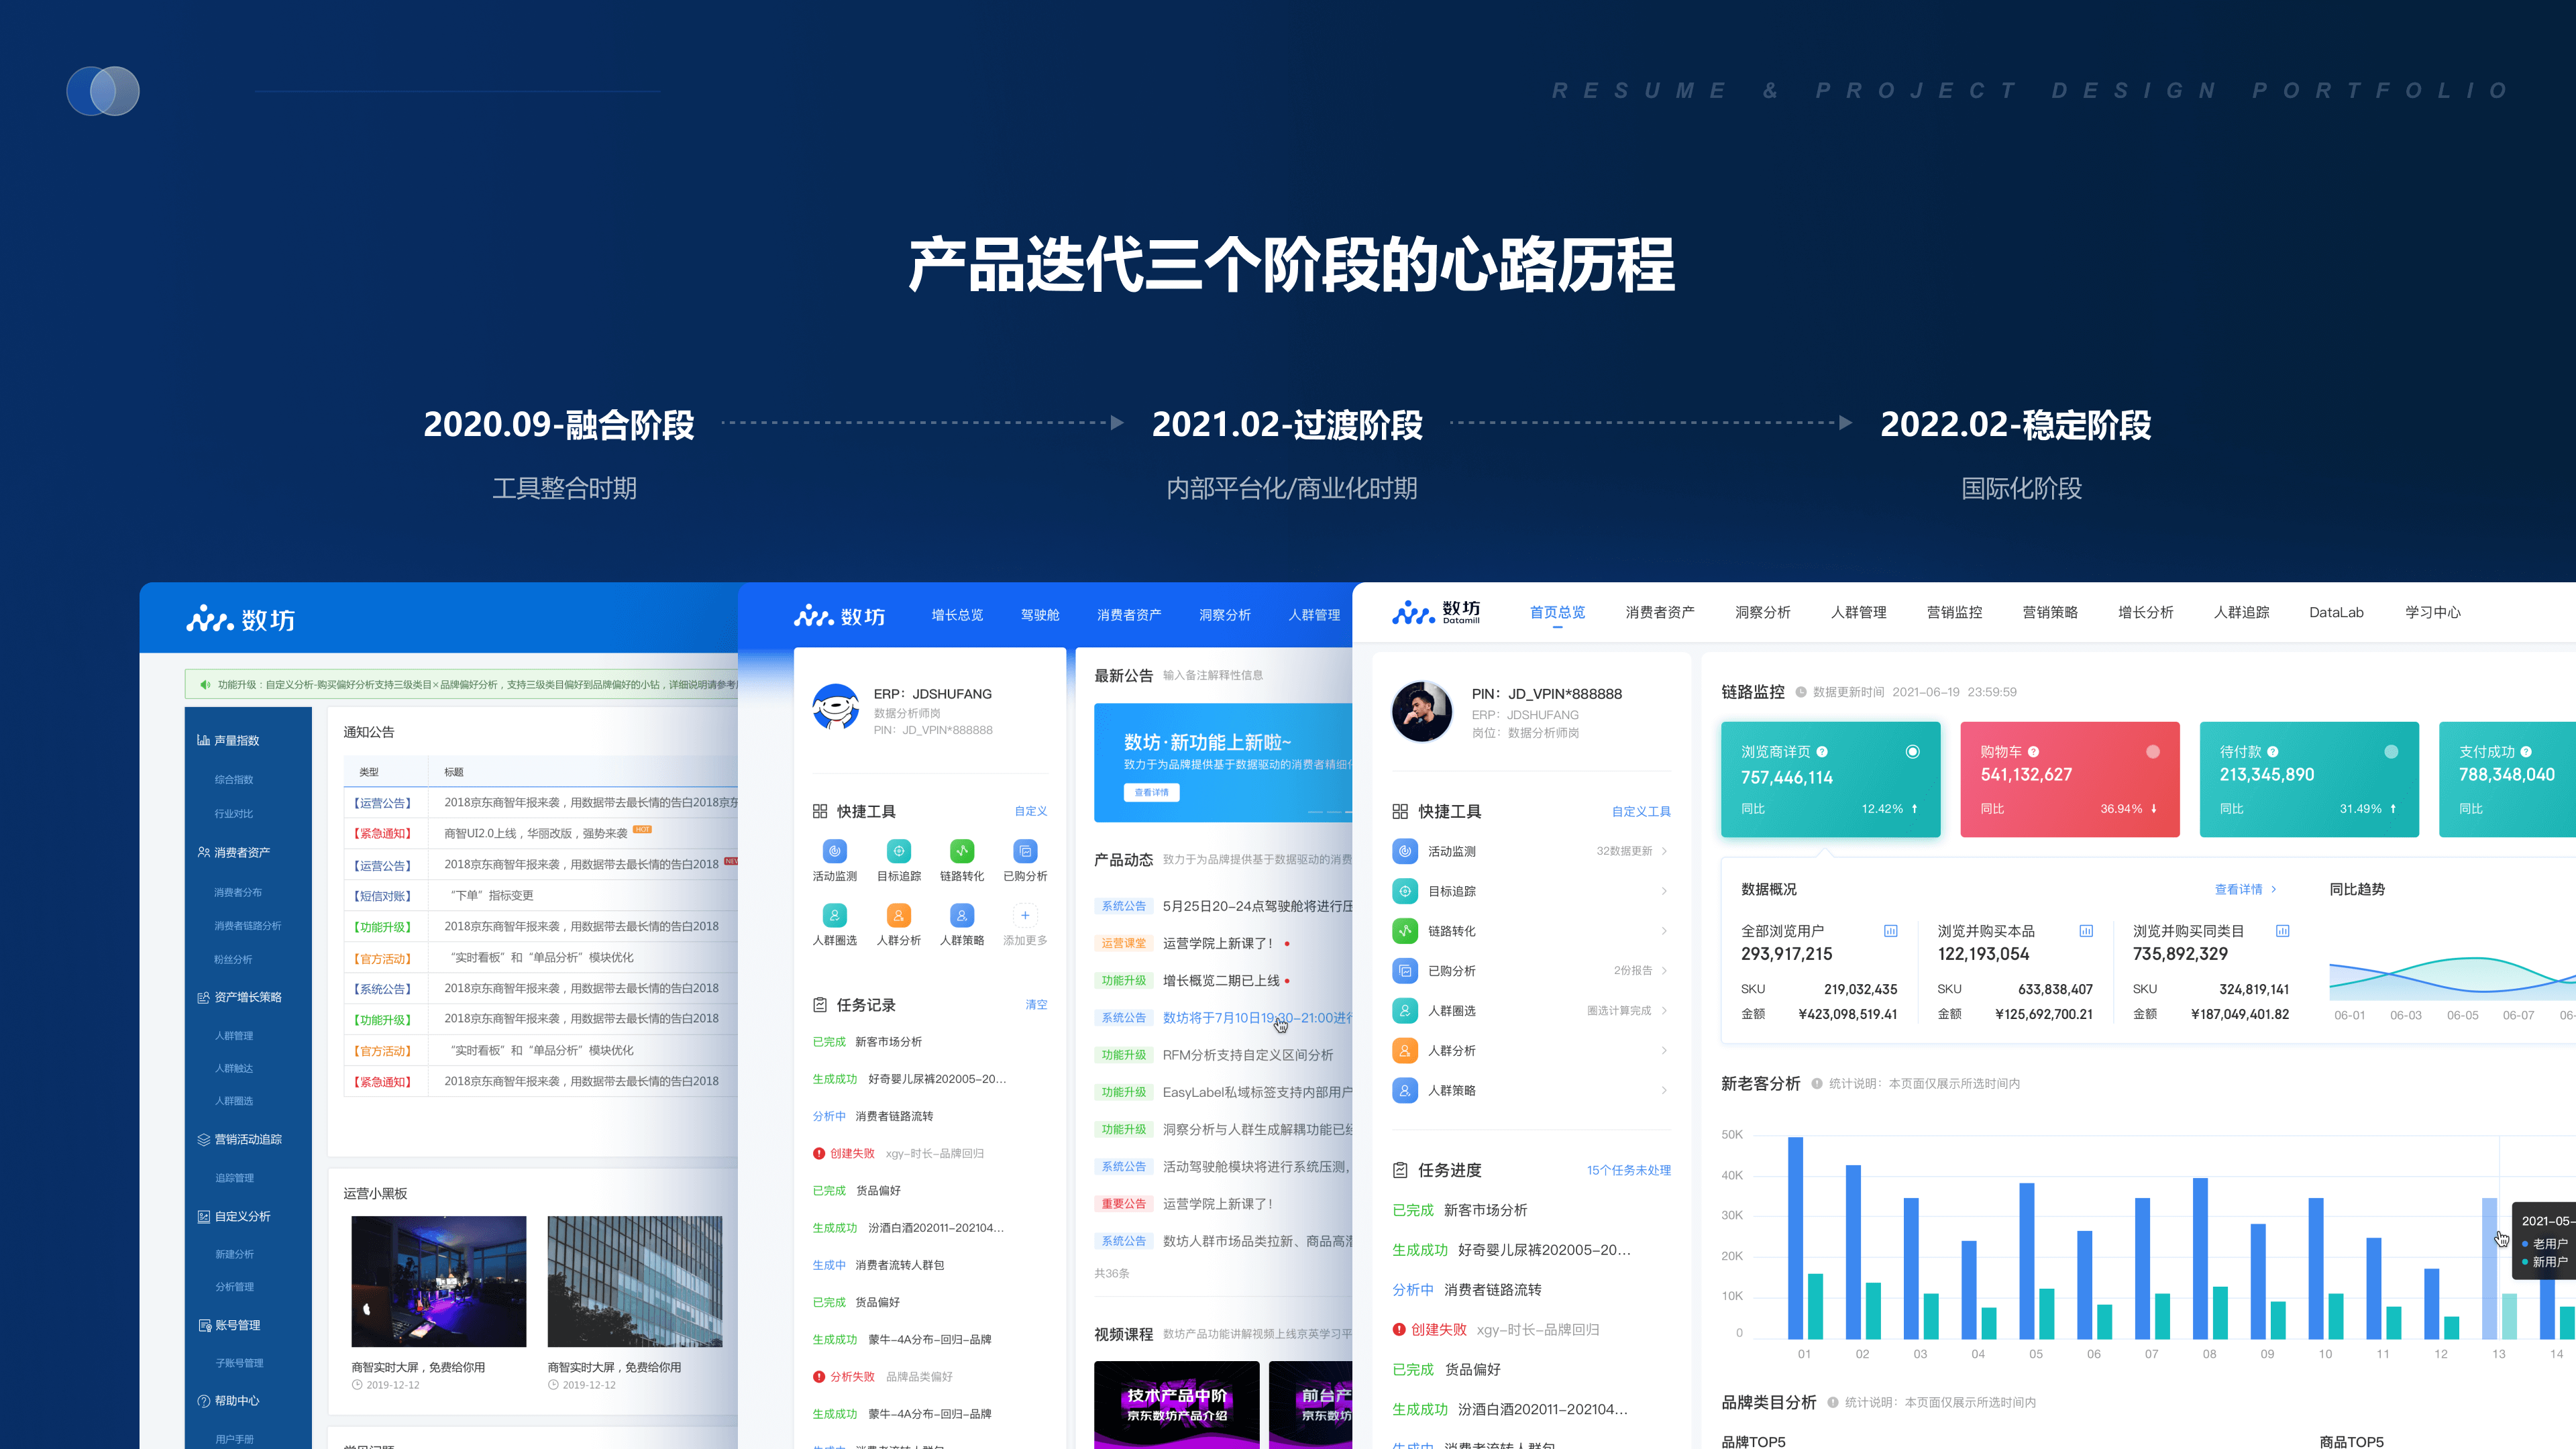 RESUME & PROJECT DESIGN PORTFOLIO
产品迭代三个阶段的心路历程
2020.09-融合阶段
2021.02-过渡阶段
2022.02-稳定阶段
工具整合时期
内部平台化/商业化时期
国际化阶段
数坊
功能升级：自定义分析-购买偏好分析支持三级类目×品牌偏好分析，支持三级类目偏好到品牌偏好的小钻，详细说明请参考
声量指数
综合指数
行业对比
消费者资产
消费者分布
消费者链路分析
粉丝分析
资产增长策略
人群管理
人群触达
人群圈选
营销活动追踪
追踪管理
自定义分析
新建分析
分析管理
账号管理
子账号管理
帮助中心
用户手册
通知公告
类型 标题
【运营公告】 2018京东商智年报来袭，用数据带去最长情的告白2018京东
【紧急通知】 商智UI2.0上线，华丽改版，强势来袭 HOT
【运营公告】 2018京东商智年报来袭，用数据带去最长情的告白2018 NEW
【短信对账】 “下单”指标变更
【功能升级】 2018京东商智年报来袭，用数据带去最长情的告白2018
【官方活动】 “实时看板”和“单品分析”模块优化
【系统公告】 2018京东商智年报来袭，用数据带去最长情的告白2018
【功能升级】 2018京东商智年报来袭，用数据带去最长情的告白2018
【官方活动】 “实时看板”和“单品分析”模块优化
【紧急通知】 2018京东商智年报来袭，用数据带去最长情的告白2018
运营小黑板
商智实时大屏，免费给你用
2019-12-12
商智实时大屏，免费给你用
2019-12-12
数坊 增长总览 驾驶舱 消费者资产 洞察分析 人群管理
ERP：JDSHUFANG
数据分析师岗
PIN：JD_VPIN*888888
快捷工具 自定义
活动监测 目标追踪 链路转化 已购分析
人群圈选 人群分析 人群策略 添加更多
任务记录 清空
已完成 新客市场分析
生成成功 好奇婴儿尿裤202005-20...
分析中 消费者链路流转
创建失败 xgy-时长-品牌回归
已完成 货品偏好
生成成功 汾酒白酒202011-202104...
生成中 消费者流转人群包
已完成 货品偏好
生成成功 蒙牛-4A分布-回归-品牌
分析失败 品牌品类偏好
生成成功 蒙牛-4A分布-回归-品牌
最新公告 输入备注解释性信息
数坊·新功能上新啦~
致力于为品牌提供基于数据驱动的消费者精细
查看详情
产品动态 致力于为品牌提供基于数据驱动的消费
系统公告 5月25日20-24点驾驶舱将进行压
运营课堂 运营学院上新课了！
功能升级 增长概览二期已上线
系统公告 数坊将于7月10日19:30-21:00进行
功能升级 RFM分析支持自定义区间分析
功能升级 EasyLabel私域标签支持内部用户
功能升级 洞察分析与人群生成解耦功能已经
系统公告 活动驾驶舱模块将进行系统压测，
重要公告 运营学院上新课了！
系统公告 数坊人群市场品类拉新、商品高潜
共36条
视频课程 数坊产品功能讲解视频上线京英学习平
技术产品中阶
京东数坊产品介绍
前台产
京东数坊
数坊
Datamill
首页总览 消费者资产 洞察分析 人群管理 营销监控 营销策略 增长分析 人群追踪 DataLab 学习中心
PIN：JD_VPIN*888888
ERP：JDSHUFANG
岗位：数据分析师岗
快捷工具 自定义工具
活动监测 32数据更新
目标追踪
链路转化
已购分析 2份报告
人群圈选 圈选计算完成
人群分析
人群策略
任务进度 15个任务未处理
已完成 新客市场分析
生成成功 好奇婴儿尿裤202005-20...
分析中 消费者链路流转
创建失败 xgy-时长-品牌回归
已完成 货品偏好
生成成功 汾酒白酒202011-202104...
生成中 消费者流转人群包
链路监控 数据更新时间 2021-06-19 23:59:59
浏览商详页
757,446,114
同比 12.42%
购物车
541,132,627
同比 36.94%
待付款
213,345,890
同比 31.49%
支付成功
788,348,040
同比
数据概况 查看详情
全部浏览用户
293,917,215
SKU 219,032,435
金额 ¥423,098,519.41
浏览并购买本品
122,193,054
SKU 633,838,407
金额 ¥125,692,700.21
浏览并购买同类目
735,892,329
SKU 324,819,141
金额 ¥187,049,401.82
同比趋势
06-01 06-03 06-05 06-07 06-
新老客分析 统计说明：本页面仅展示所选时间内
50K
40K
30K
20K
10K
0
01 02 03 04 05 06 07 08 09 10 11 12 13 14
2021-05-
老用户
新用户
品牌类目分析 统计说明：本页面仅展示所选时间内
品牌TOP5 商品TOP5